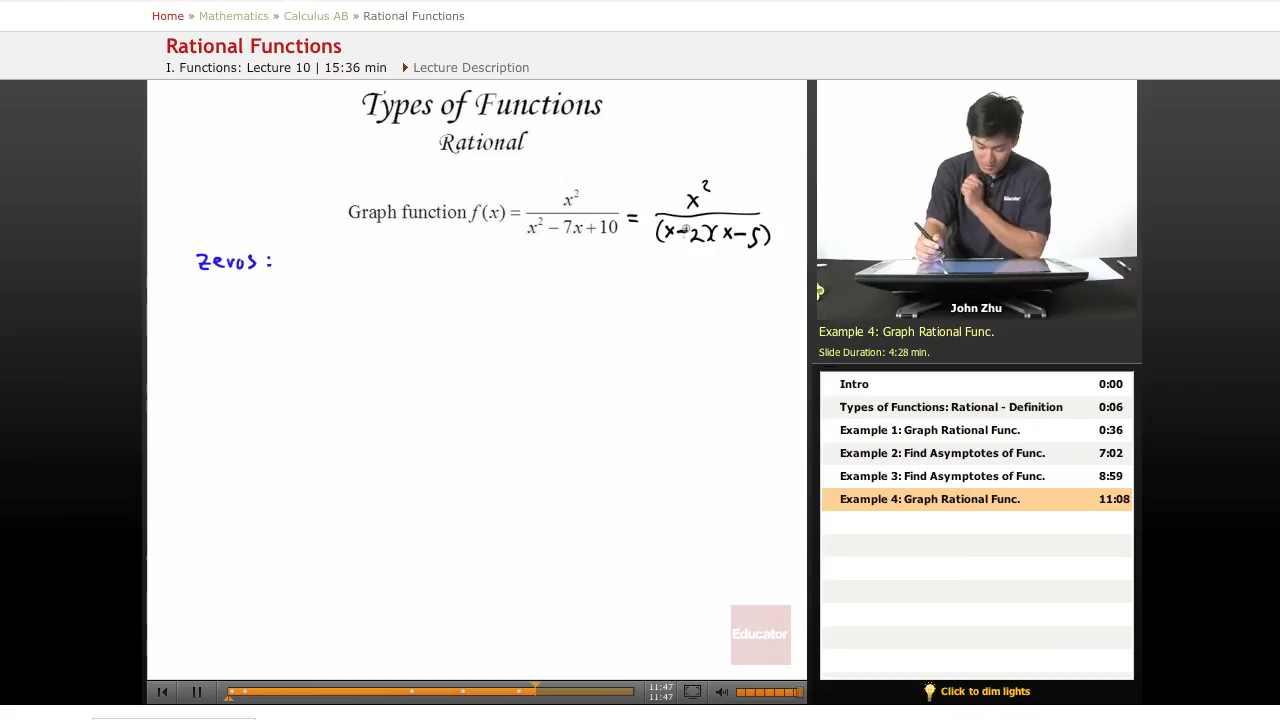 Home » Mathematics » Calculus AB » Rational Functions
Rational Functions
I. Functions: Lecture 10 | 15:36 min Lecture Description
Types of Functions
Rational
Graph function f(x) = x² / (x² − 7x + 10) = x² / (x−2)(x−5)
zeros:
Educator
Educator
John Zhu
Example 4: Graph Rational Func.
Slide Duration: 4:28 min.
Intro 0:00
Types of Functions: Rational - Definition 0:06
Example 1: Graph Rational Func. 0:36
Example 2: Find Asymptotes of Func. 7:02
Example 3: Find Asymptotes of Func. 8:59
Example 4: Graph Rational Func. 11:08
11:47
11:47
Click to dim lights